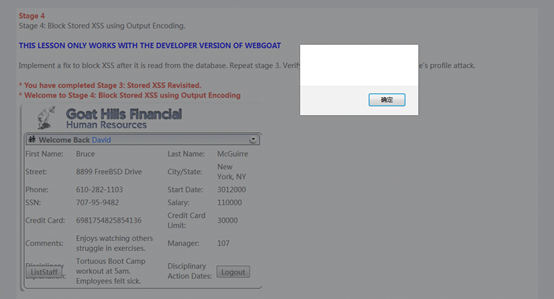 Stage 4
Stage 4: Block Stored XSS using Output Encoding.
THIS LESSON ONLY WORKS WITH THE DEVELOPER VERSION OF WEBGOAT
Implement a fix to block XSS after it is read from the database. Repeat stage 3. 's profile attack.
* You have completed Stage 3: Stored XSS Revisited.
* Welcome to Stage 4: Block Stored XSS using Output Encoding
确定
Goat Hills Financial
Human Resources
Welcome Back David
First Name: Bruce Last Name: McGuirre
Street: 8899 FreeBSD Drive City/State: New York, NY
Phone: 610-282-1103 Start Date: 3012000
SSN: 707-95-9482 Salary: 110000
Credit Card: 6981754825854136 Credit Card Limit: 30000
Comments: Enjoys watching others struggle in exercises. Manager: 107
Tortuous Boot Camp workout at 5am. Employees felt sick. Disciplinary Action Dates:
ListStaff
Logout